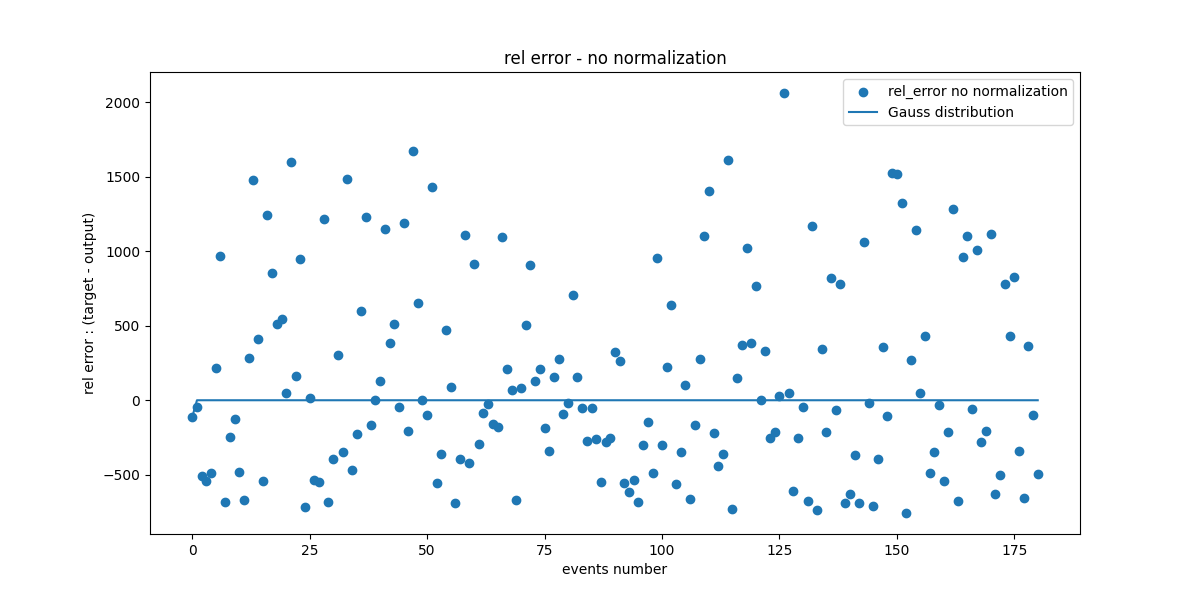 rel error - no normalization
rel_error no normalization
Gauss distribution
rel error : (target - output)
2000
1500
1000
500
0
−500
0
25
50
75
100
125
150
175
events number